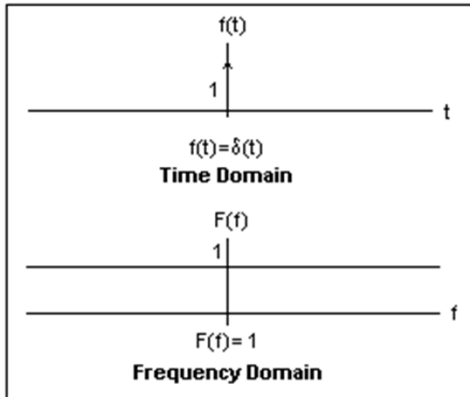 f(t)
1
t
f(t)=δ(t)
Time Domain
F(f)
1
f
F(f)= 1
Frequency Domain